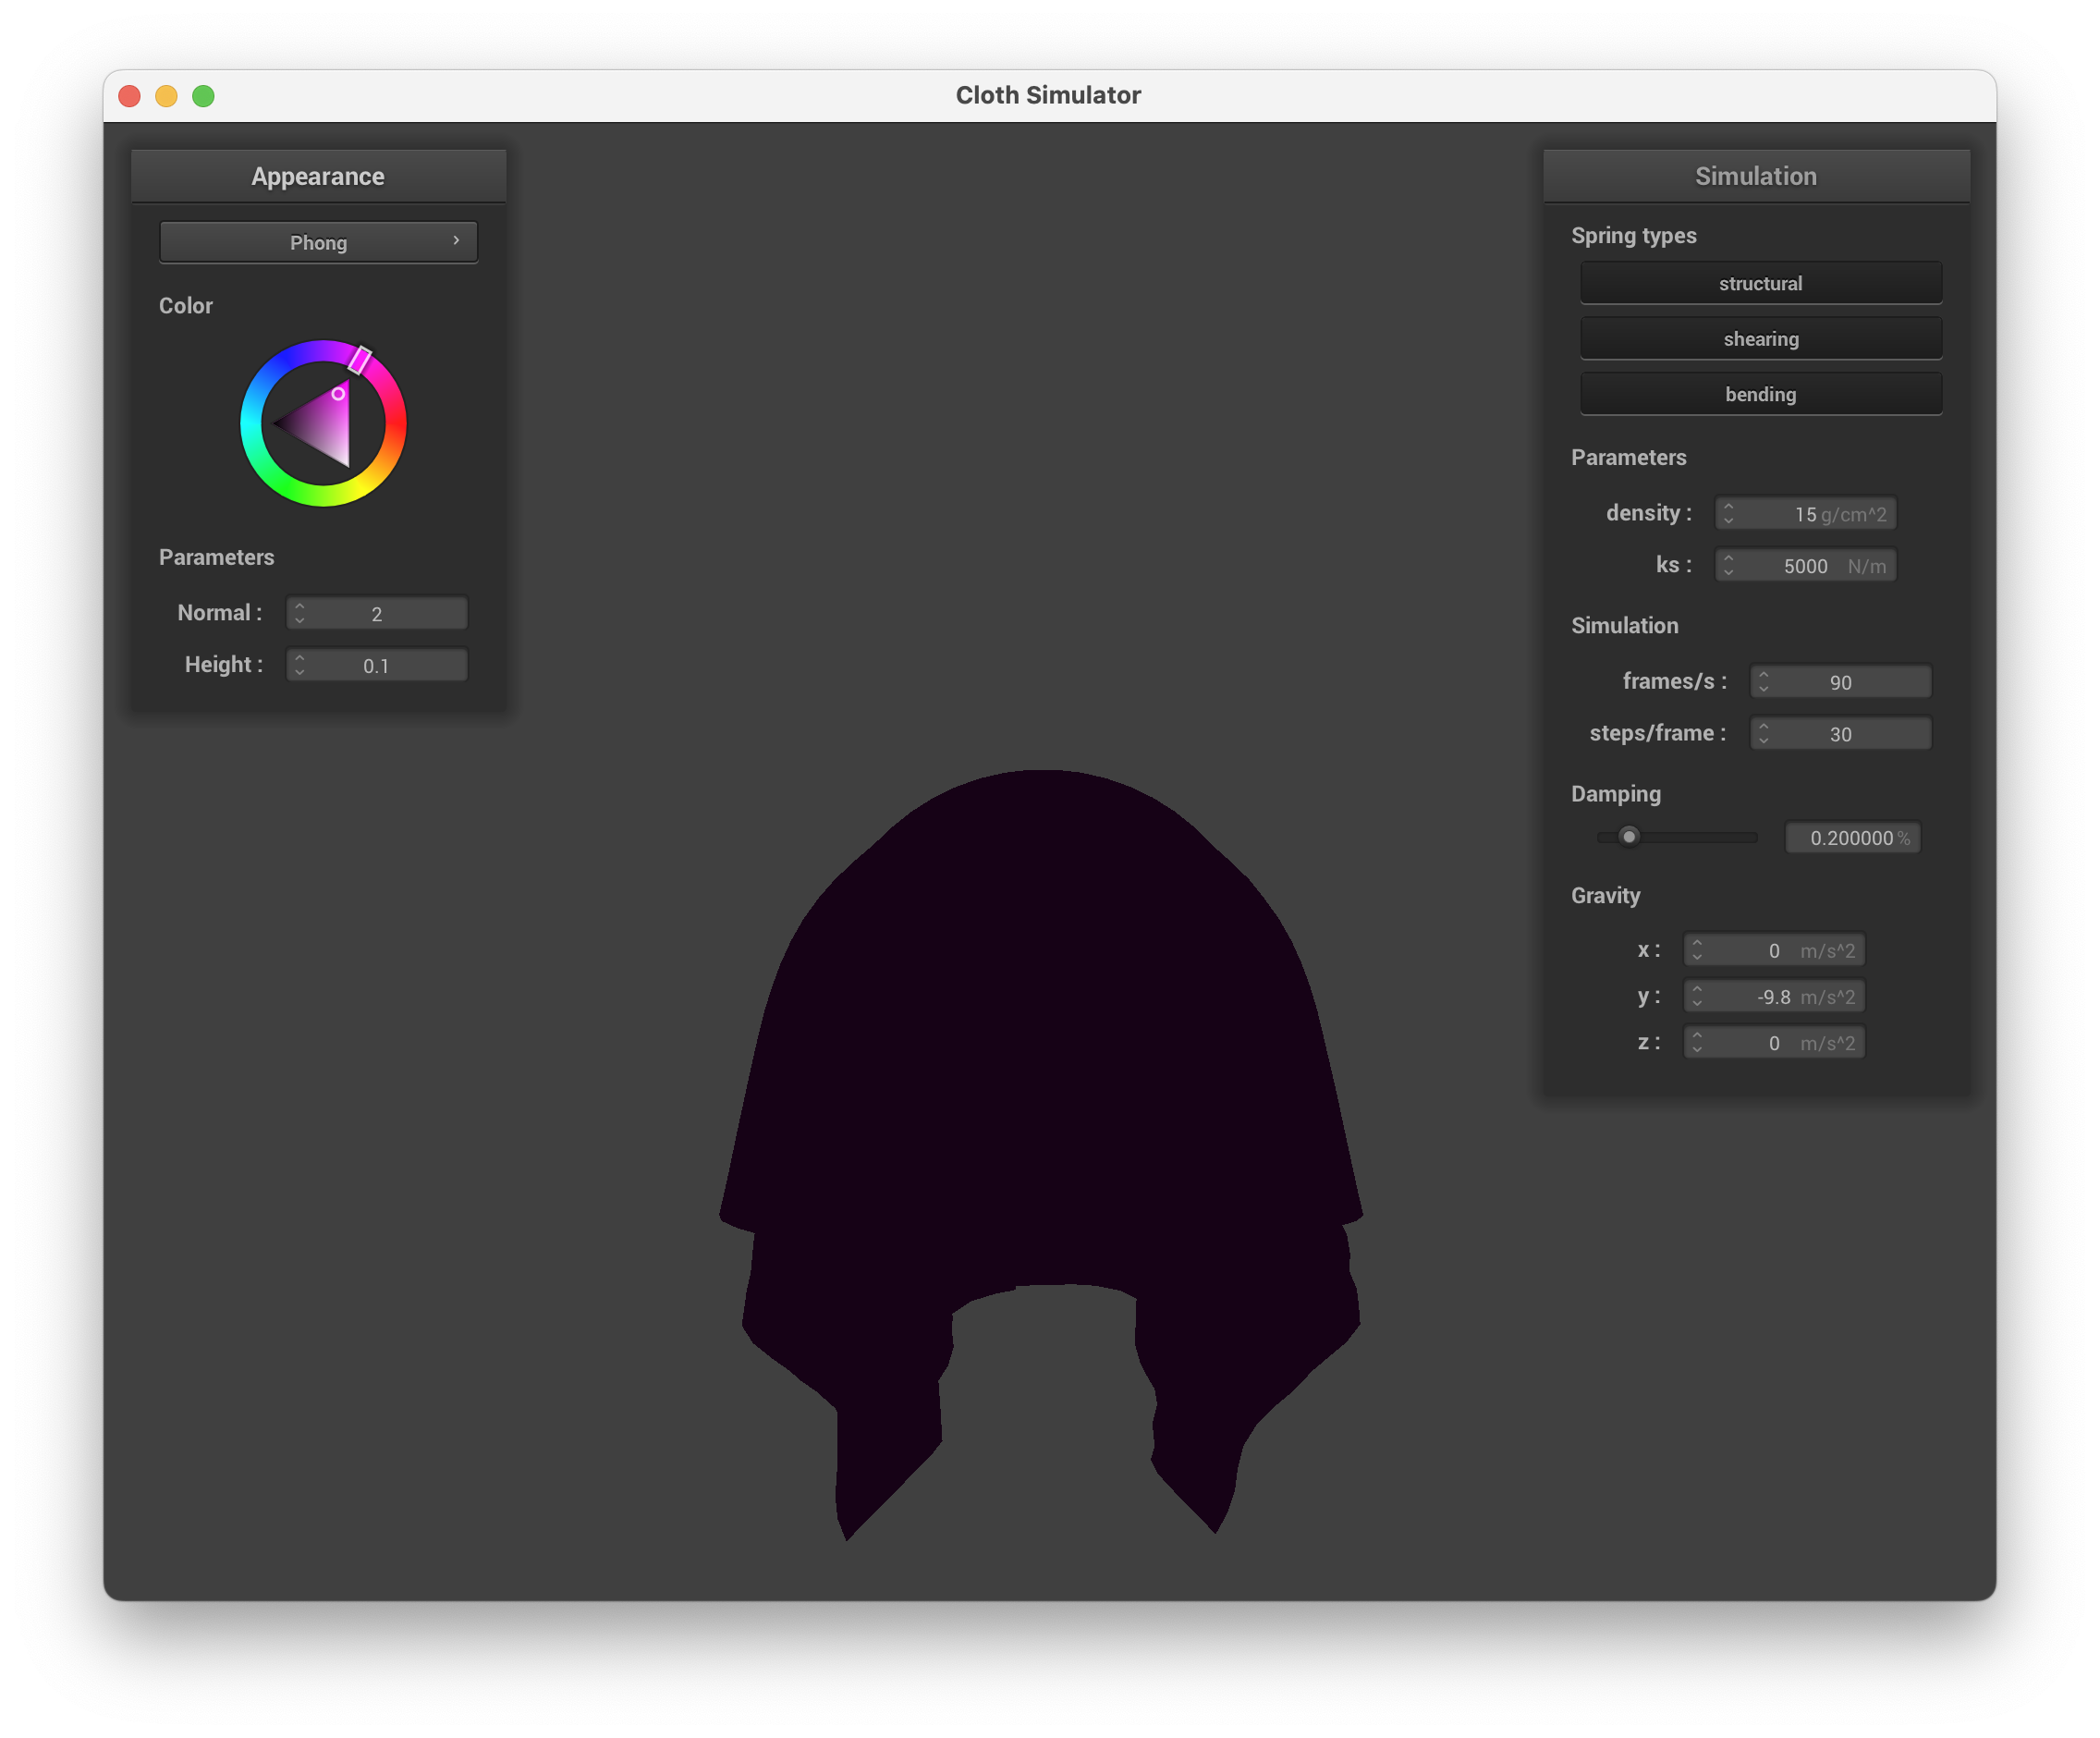 Cloth Simulator
Appearance
Phong
Color
Parameters
Normal : 2
Height : 0.1
Simulation
Spring types
structural
shearing
bending
Parameters
density : 15 g/cm^2
ks : 5000 N/m
Simulation
frames/s : 90
steps/frame : 30
Damping
0.200000 %
Gravity
x : 0 m/s^2
y : -9.8 m/s^2
z : 0 m/s^2